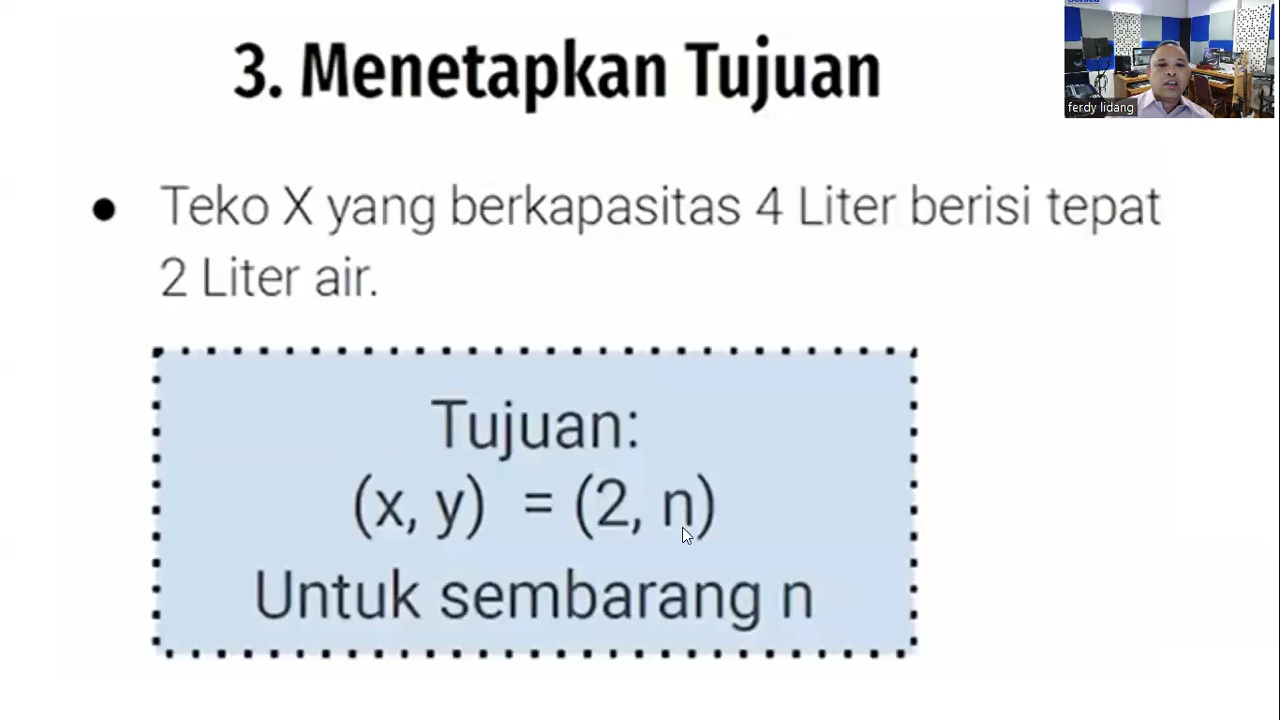 3. Menetapkan Tujuan
ferdy lidang
● Teko X yang berkapasitas 4 Liter berisi tepat
2 Liter air.
Tujuan:
(x, y) = (2, n)
Untuk sembarang n